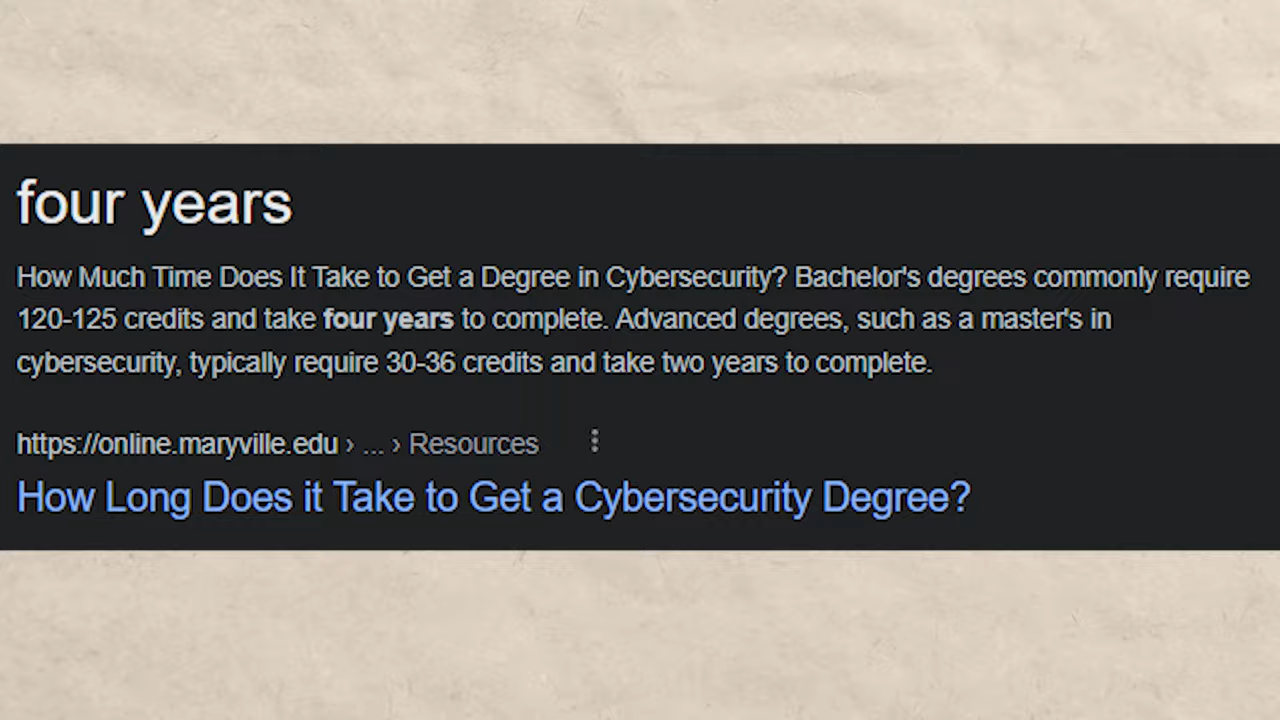 four years
How Much Time Does It Take to Get a Degree in Cybersecurity? Bachelor's degrees commonly require
120-125 credits and take four years to complete. Advanced degrees, such as a master's in
cybersecurity, typically require 30-36 credits and take two years to complete.
https://online.maryville.edu › ... › Resources
How Long Does it Take to Get a Cybersecurity Degree?